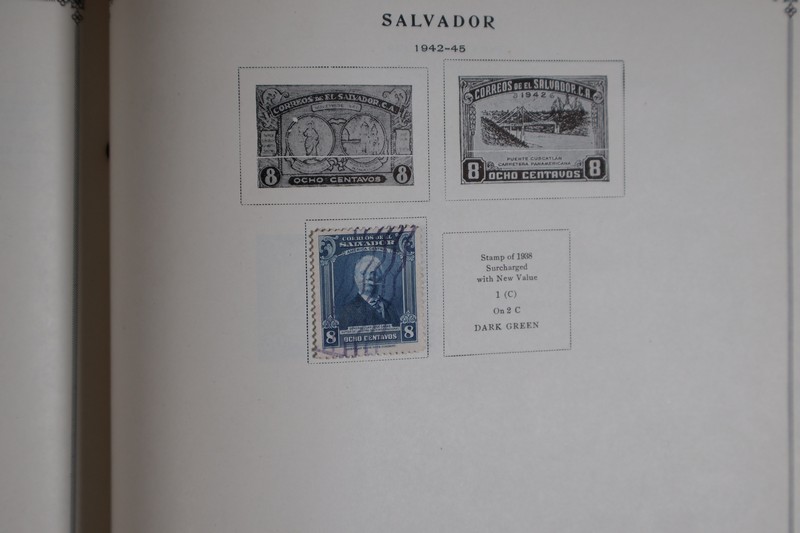 SALVADOR
1942-45
CORREOS DE EL SALVADOR, C.A.
8 OCHO CENTAVOS 8
CORREOS DE EL SALVADOR, C.A.
1942
PUENTE CUSCATLAN
CARRETERA PANAMERICANA
8 OCHO CENTAVOS 8
SALVADOR
8 OCHO CENTAVOS 8
Stamp of 1938
Surcharged
with New Value
1 (C)
On 2 C
DARK GREEN